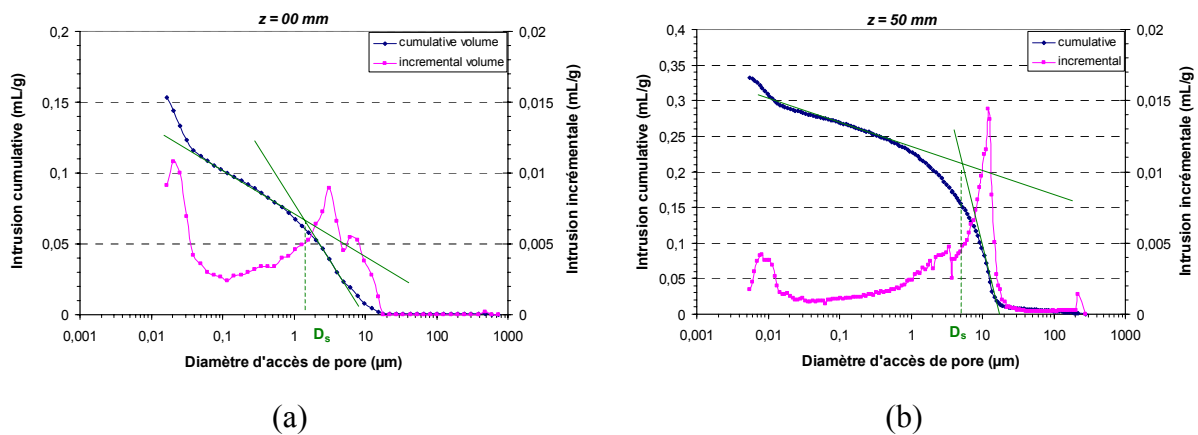 z = 00 mm
0,2
0,15
0,1
0,05
0
0,02
0,015
0,01
0,005
0
0,001
0,01
0,1
1
10
100
1000
cumulative volume
incremental volume
Intrusion cumulative (mL/g)
Intrusion incrémentale (mL/g)
Dₛ
Diamètre d'accès de pore (µm)
(a)
z = 50 mm
0,4
0,35
0,3
0,25
0,2
0,15
0,1
0,05
0
0,02
0,015
0,01
0,005
0
0,001
0,01
0,1
1
10
100
1000
cumulative
incremental
Intrusion cumulative (mL/g)
Intrusion incrémentale (mL/g)
Dₛ
Diamètre d'accès de pore (µm)
(b)